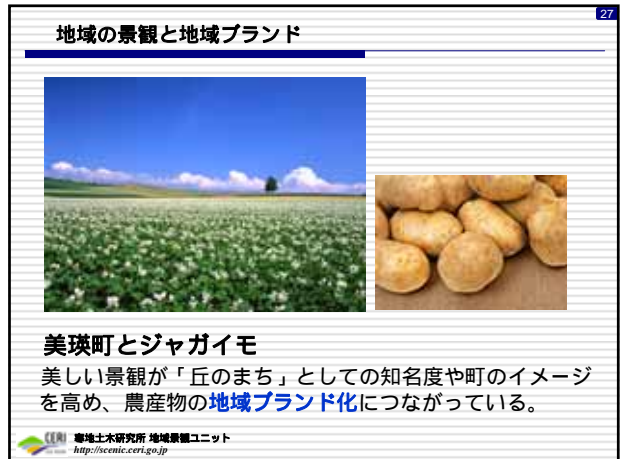 27
地域の景観と地域ブランド
美瑛町とジャガイモ
美しい景観が「丘のまち」としての知名度や町のイメージ
を高め、農産物の地域ブランド化につながっている。
CERI
寒地土木研究所 地域景観ユニット
http://scenic.ceri.go.jp